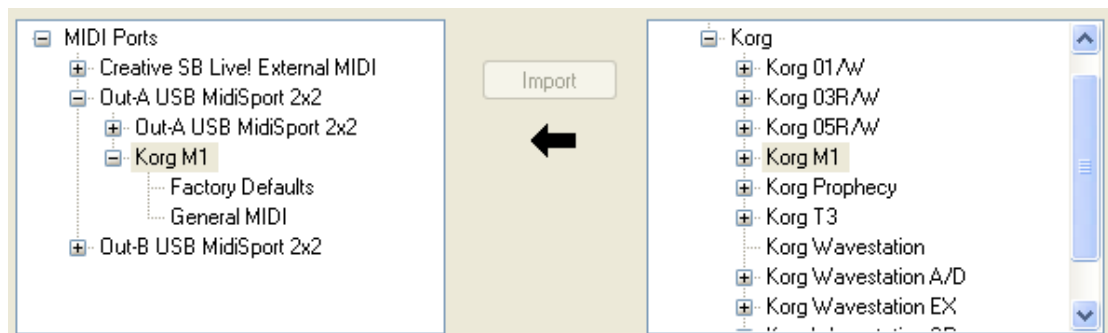 MIDI Ports
Creative SB Live! External MIDI
Out-A USB MidiSport 2x2
Out-A USB MidiSport 2x2
Korg M1
Factory Defaults
General MIDI
Out-B USB MidiSport 2x2
Import
Korg
Korg 01/W
Korg 03R/W
Korg 05R/W
Korg M1
Korg Prophecy
Korg T3
Korg Wavestation
Korg Wavestation A/D
Korg Wavestation EX